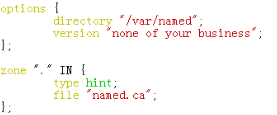 options {
        directory "/var/named";
        version "none of your business";
};

zone "." IN {
        type hint;
        file "named.ca";
};